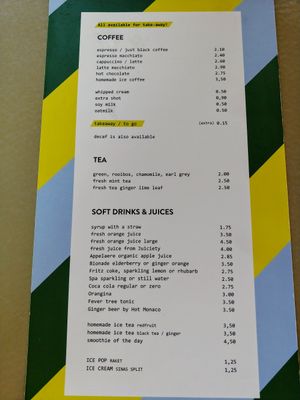 All available for take-away!
COFFEE
espresso / just black coffee 2.10
espresso macchiato 2.40
cappuccino / latte 2.60
latte macchiato 2.90
hot chocolate 2.75
homemade ice coffee 3,50
whipped cream 0.50
extra shot 0,90
soy milk 0.50
oatmilk 0.50
takeaway / to go (extra) 0.15
decaf is also available
TEA
green, rooibos, chamomile, earl grey 2.00
fresh mint tea 2.50
fresh tea ginger lime leaf 2.50
SOFT DRINKS & JUICES
syrup with a straw 1.75
fresh orange juice 3.50
fresh orange juice large 4.50
fresh juice from Juiciety 4.00
Appelaere organic apple juice 2.85
Bionade elderberry or ginger orange 3.50
Fritz coke, sparkling lemon or rhubarb 2.75
Spa sparkling or still water 2.50
Coca cola regular or zero 2.75
Orangina 3.00
Fever tree tonic 3.50
Ginger beer by Hot Monaco 3.50
homemade ice tea redfruit 3,50
homemade ice tea black tea / ginger 3,50
smoothie of the day 4,50
ICE POP RAKET 1,25
ICE CREAM SINAS SPLIT 1,25